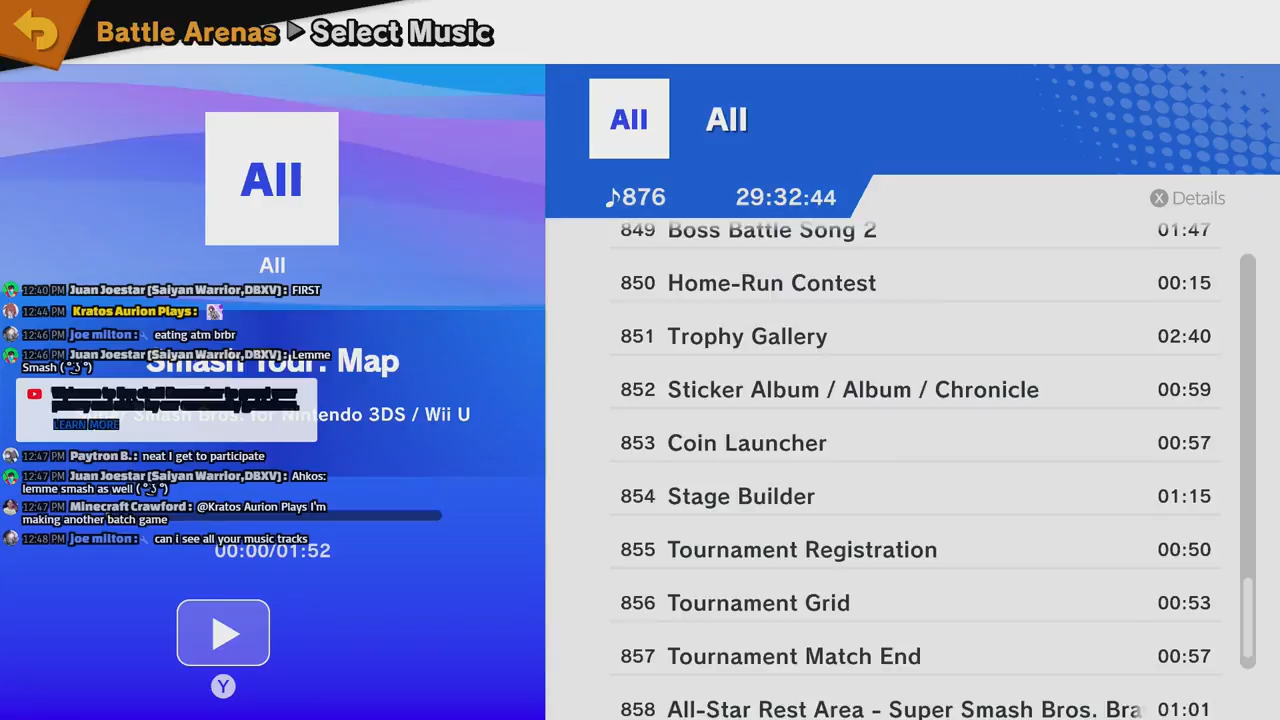 Battle Arenas ▶ Select Music
All
All
Smash Tour: Map
Super Smash Bros. for Nintendo 3DS / Wii U
12:40 PM Juan Joestar [Saiyan Warrior,DBXV]: FIRST
12:44 PM Kratos Aurion Plays:
12:46 PM joe milton: eating atm brbr
12:46 PM Juan Joestar [Saiyan Warrior,DBXV]: Lemme
Smash ( ͡° ͜ʖ ͡°)
LEARN MORE
12:47 PM Paytron B.: neat I get to participate
12:47 PM Juan Joestar [Saiyan Warrior,DBXV]: Ahkos:
lemme smash as well ( ͡° ͜ʖ ͡°)
12:47 PM Minecraft Crawford: @Kratos Aurion Plays I'm
making another batch game
12:48 PM joe milton: can i see all your music tracks
00:00/01:52
Y
All All
♪876 29:32:44
X Details
849 Boss Battle Song 2 01:47
850 Home-Run Contest 00:15
851 Trophy Gallery 02:40
852 Sticker Album / Album / Chronicle 00:59
853 Coin Launcher 00:57
854 Stage Builder 01:15
855 Tournament Registration 00:50
856 Tournament Grid 00:53
857 Tournament Match End 00:57
858 All-Star Rest Area - Super Smash Bros. Bra 01:01